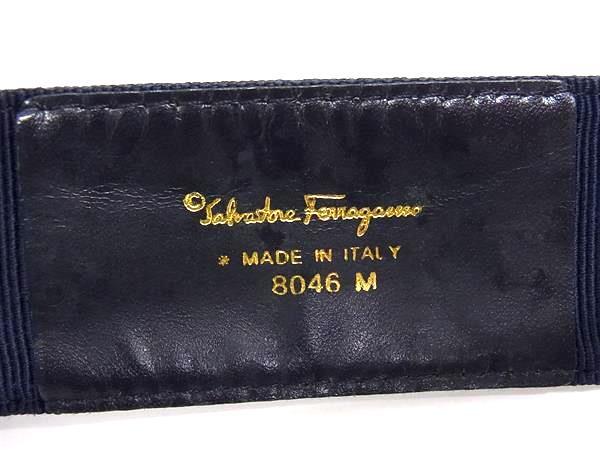 ©Salvatore Ferragamo
* MADE IN ITALY
8046 M